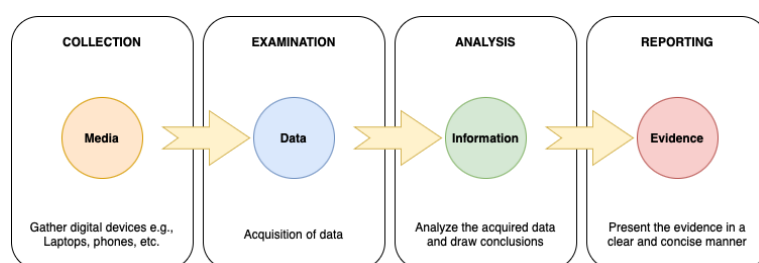 COLLECTION
EXAMINATION
ANALYSIS
REPORTING
Media
Data
Information
Evidence
Gather digital devices e.g.,
Laptops, phones, etc.
Acquisition of data
Analyze the acquired data
and draw conclusions
Present the evidence in a
clear and concise manner